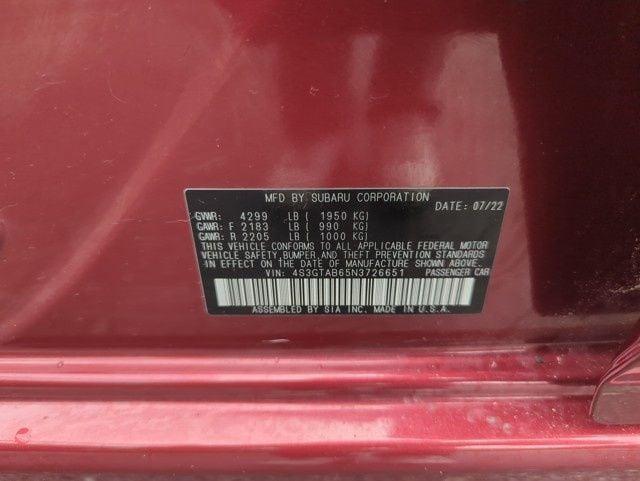 MFD BY SUBARU CORPORATION
DATE: 07/22
GVWR: 4299 LB ( 1950 KG)
GAWR: F 2183 LB ( 990 KG)
GAWR: R 2205 LB ( 1000 KG)
THIS VEHICLE CONFORMS TO ALL APPLICABLE FEDERAL MOTOR
VEHICLE SAFETY, BUMPER, AND THEFT PREVENTION STANDARDS
IN EFFECT ON THE DATE OF MANUFACTURE SHOWN ABOVE.
VIN: 4S3GTAB65N3726651 PASSENGER CAR
ASSEMBLED BY SIA INC. MADE IN U.S.A.